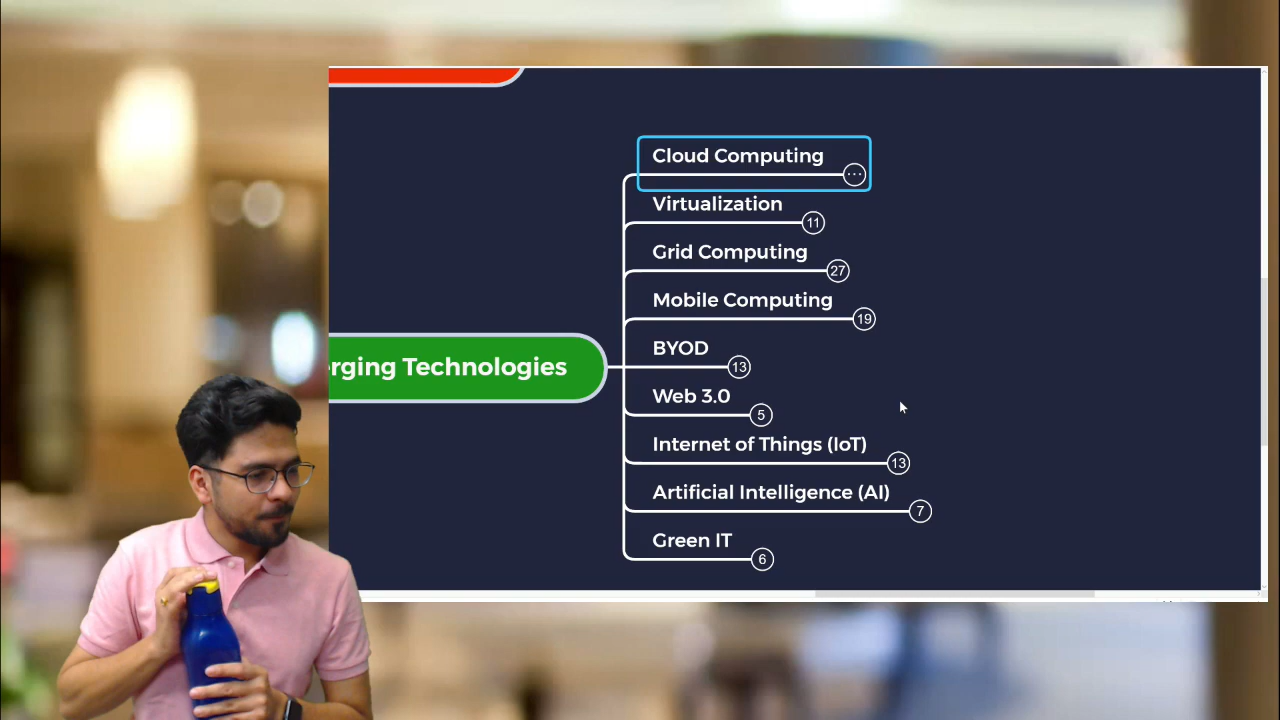 Cloud Computing
...
Virtualization
11
Grid Computing
27
Mobile Computing
19
erging Technologies
BYOD
13
Web 3.0
5
Internet of Things (IoT)
13
Artificial Intelligence (AI)
7
Green IT
6